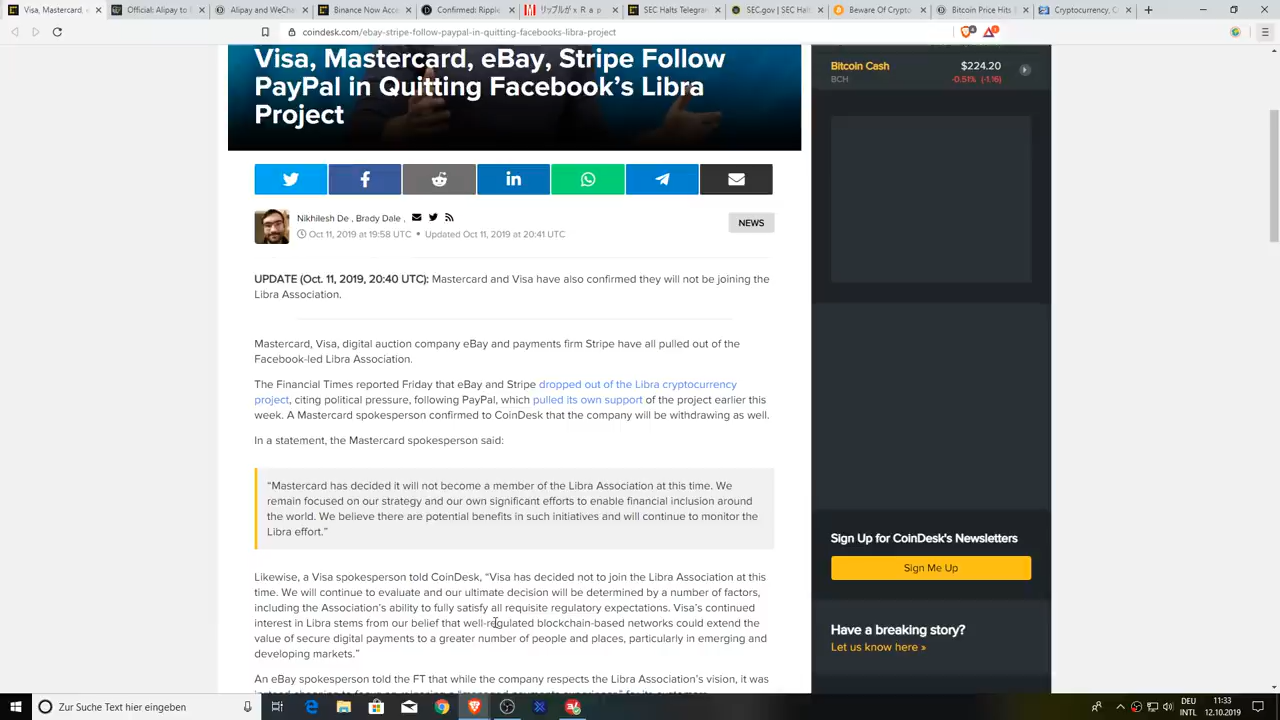 Visa, Mastercard, e
Official: Alipay to B
Alipay and WeCha
Binance Now Acce
Confirmed: Ripple
リップル(Ripple) X R a p
SEC Halts Telegra
SEC.gov | SEC Halt
Beware Of Crypto
Bitcoin Price Hits
Cryptocurrency, C
coindesk.com/ebay-stripe-follow-paypal-in-quitting-facebooks-libra-project
Visa, Mastercard, eBay, Stripe Follow
PayPal in Quitting Facebook’s Libra
Project
Nikhilesh De , Brady Dale ,
Oct 11, 2019 at 19:58 UTC • Updated Oct 11, 2019 at 20:41 UTC
NEWS
UPDATE (Oct. 11, 2019, 20:40 UTC): Mastercard and Visa have also confirmed they will not be joining the
Libra Association.
Mastercard, Visa, digital auction company eBay and payments firm Stripe have all pulled out of the
Facebook-led Libra Association.
The Financial Times reported Friday that eBay and Stripe dropped out of the Libra cryptocurrency
project, citing political pressure, following PayPal, which pulled its own support of the project earlier this
week. A Mastercard spokesperson confirmed to CoinDesk that the company will be withdrawing as well.
In a statement, the Mastercard spokesperson said:
“Mastercard has decided it will not become a member of the Libra Association at this time. We
remain focused on our strategy and our own significant efforts to enable financial inclusion around
the world. We believe there are potential benefits in such initiatives and will continue to monitor the
Libra effort.”
Likewise, a Visa spokesperson told CoinDesk, “Visa has decided not to join the Libra Association at this
time. We will continue to evaluate and our ultimate decision will be determined by a number of factors,
including the Association’s ability to fully satisfy all requisite regulatory expectations. Visa’s continued
interest in Libra stems from our belief that well-regulated blockchain-based networks could extend the
value of secure digital payments to a greater number of people and places, particularly in emerging and
developing markets.”
An eBay spokesperson told the FT that while the company respects the Libra Association’s vision, it was
Bitcoin Cash
BCH
$224.20
-0.51% (-1.16)
Sign Up for CoinDesk's Newsletters
Sign Me Up
Have a breaking story?
Let us know here »
Zur Suche Text hier eingeben
DEU
INTL
11:33
12.10.2019